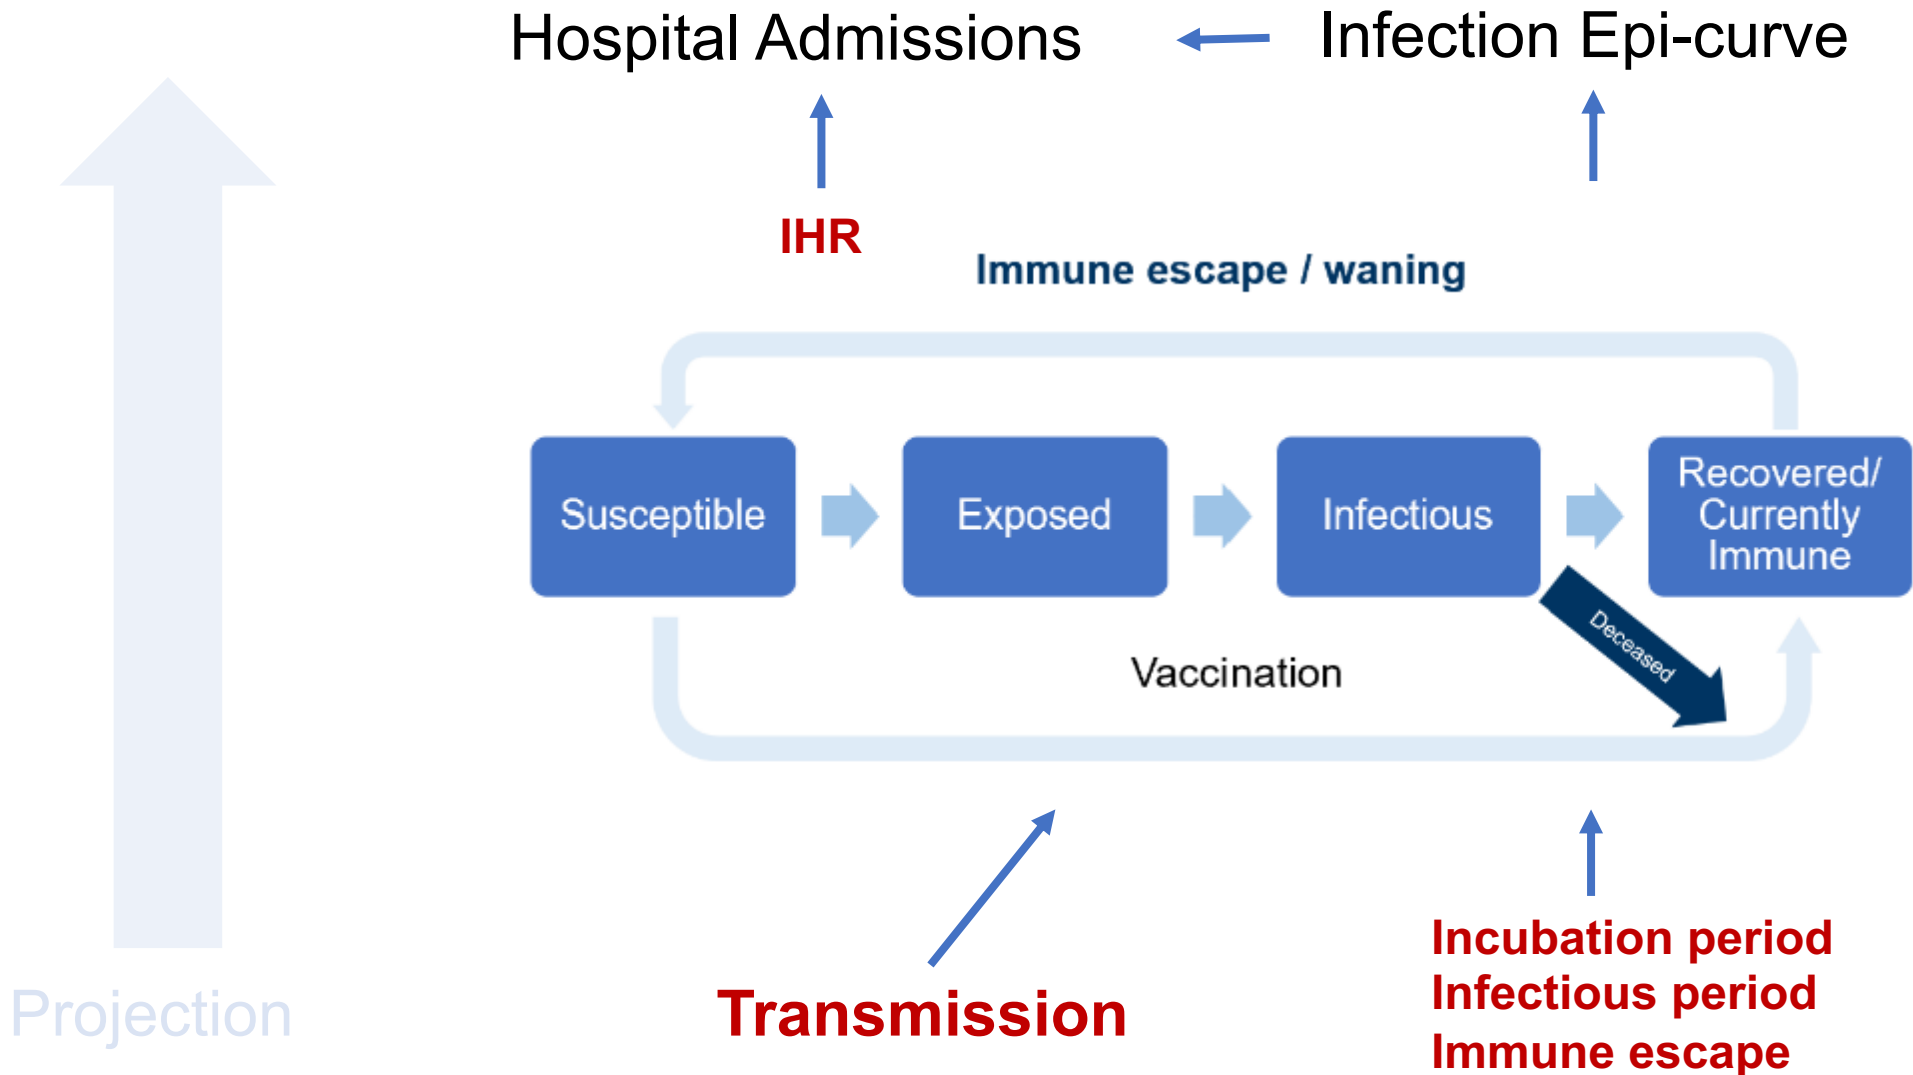 Hospital Admissions
Infection Epi-curve
IHR
Immune escape / waning
Susceptible
Exposed
Infectious
Recovered/
Currently
Immune
Deceased
Vaccination
Projection
Transmission
Incubation period
Infectious period
Immune escape